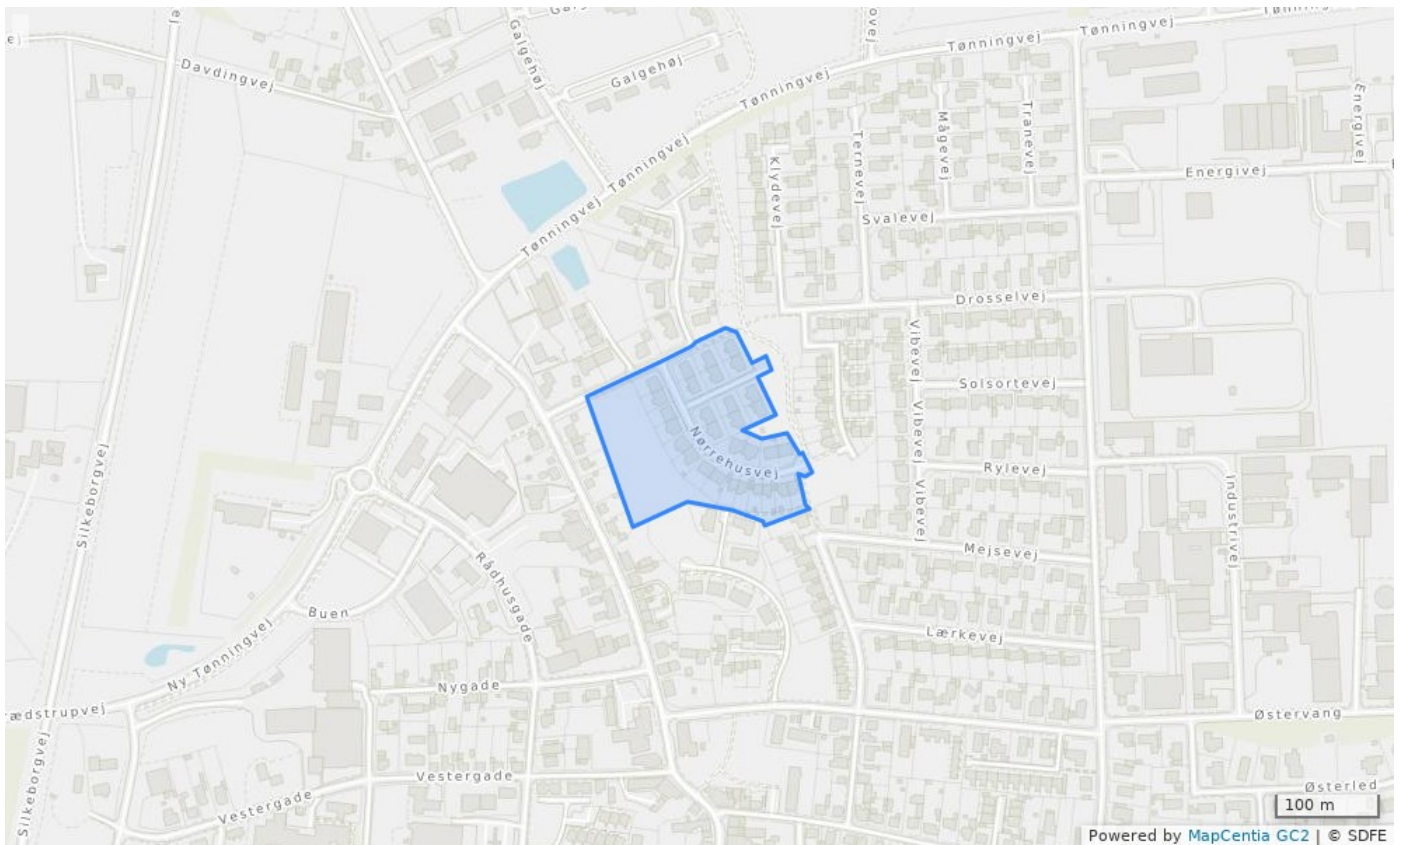 Galgehøj
Tønningvej
Tønningvej
Davdingvej
Galgehøj
Tønningvej
Energivej
Tønningvej
Klydevej
Ternevej
Mågevej
Tranevej
Energivej
Svalevej
Tønningvej
Drosselvej
Vibevej
Solsortevej
Vibevej
Nørrehusvej
Rylevej
Silkeborgvej
Vibevej
Industrivej
Mejsevej
Rådhusgade
Buen
Lærkevej
Ny Tønningvej
Nygade
ædstrupvej
Østervang
Vestergade
Silkeborgvej
Vestergade
Østerled
100 m
Powered by MapCentia GC2 | © SDFE